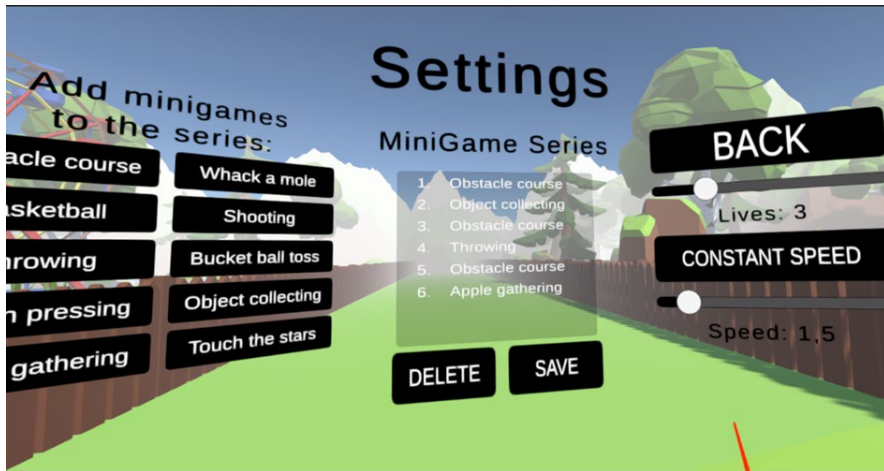 Settings
Add minigames
to the series:
acle course
Whack a mole
asketball
Shooting
hrowing
Bucket ball toss
n pressing
Object collecting
gathering
Touch the stars
MiniGame Series
1. Obstacle course
2. Object collecting
3. Obstacle course
4. Throwing
5. Obstacle course
6. Apple gathering
DELETE
SAVE
BACK
Lives: 3
CONSTANT SPEED
Speed: 1,5